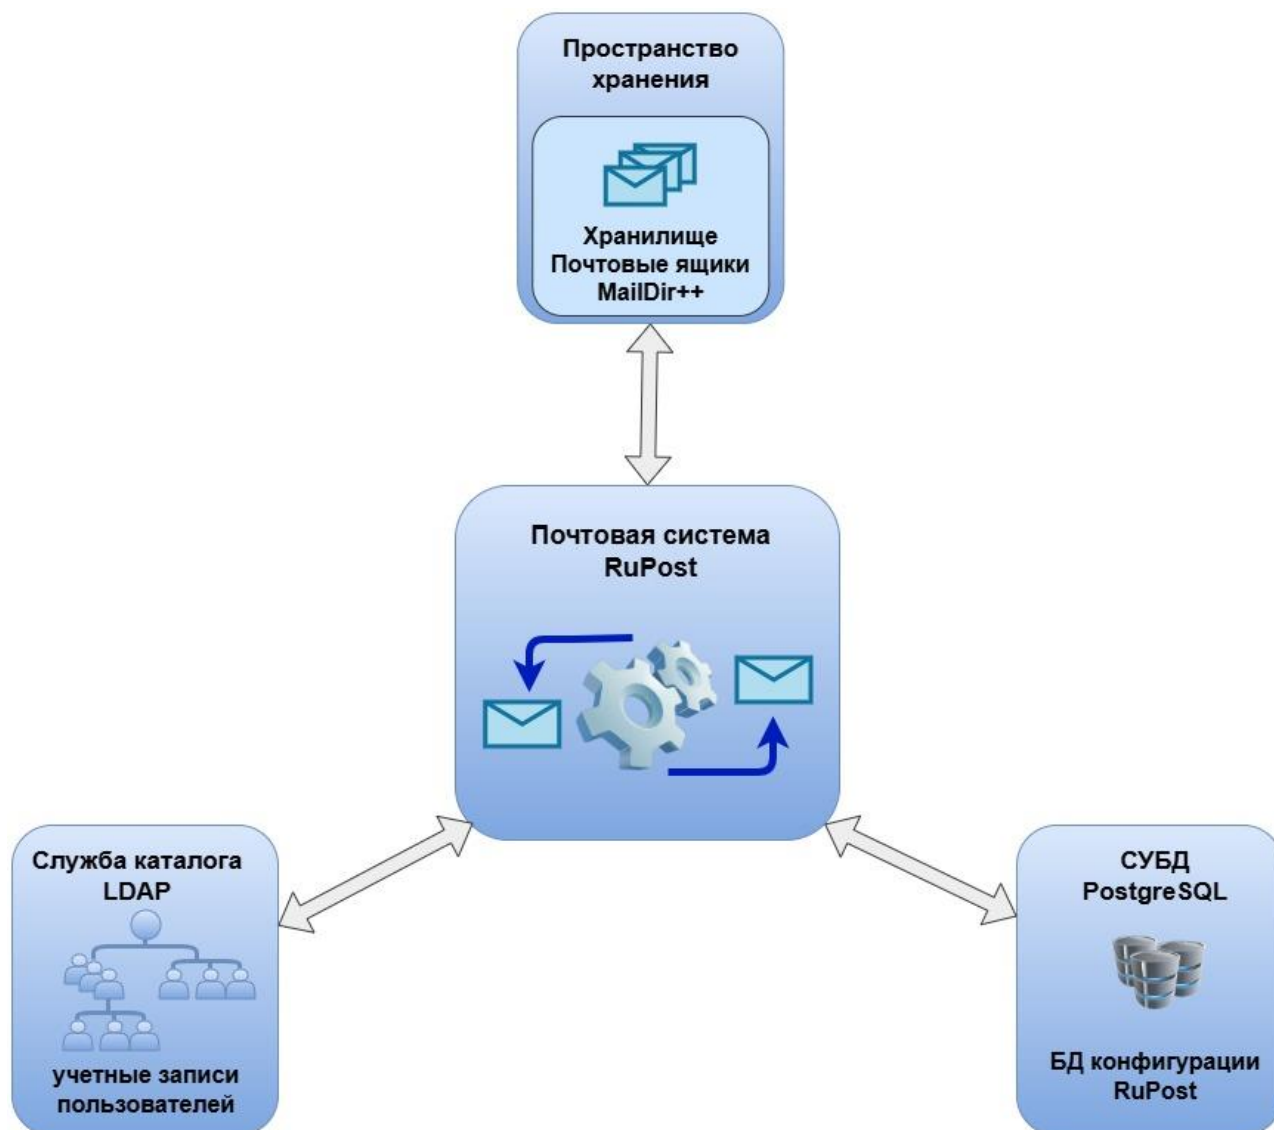 Пространство
хранения
Хранилище
Почтовые ящики
MailDir++
Почтовая система
RuPost
Служба каталога
LDAP
учетные записи
пользователей
СУБД
PostgreSQL
БД конфигурации
RuPost